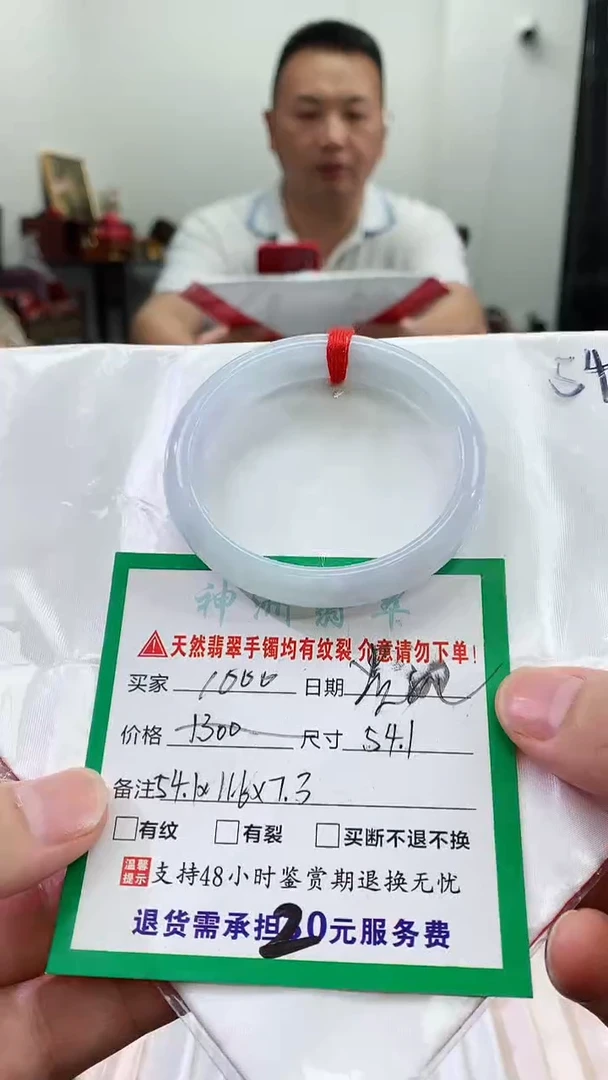 54
神洲翡翠
天然翡翠手镯均有纹裂 介意请勿下单!
买家 1000 日期
价格 1300 尺寸 54.1
备注 54.1x11.6x7.3
有纹 有裂 买断不退不换
温馨提示 支持48小时鉴赏期退换无忧
退货需承担20元服务费